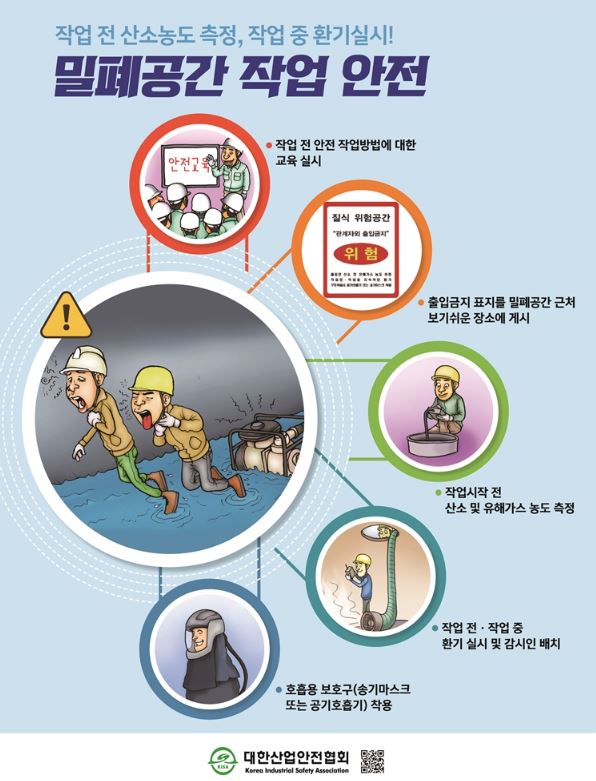 작업 전 산소농도 측정, 작업 중 환기실시!
밀폐공간 작업 안전
작업 전 안전 작업방법에 대한
교육 실시
안전교육
질식 위험공간
"관계자외 출입금지"
위험
출입금지 표지를 밀폐공간 근처
보기쉬운 장소에 게시
작업시작 전
산소 및 유해가스 농도 측정
작업 전 · 작업 중
환기 실시 및 감시인 배치
호흡용 보호구(송기마스크
또는 공기호흡기) 착용
KISA
대한산업안전협회
Korea Industrial Safety Association